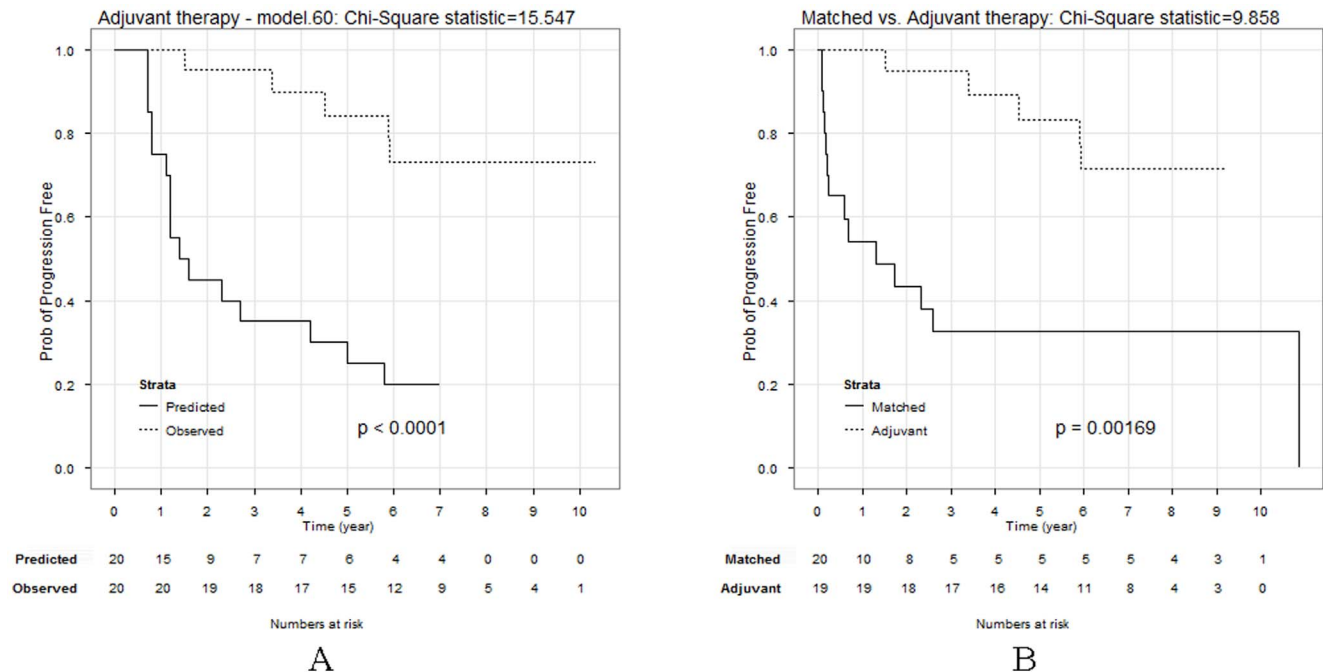 Adjuvant therapy - model.60: Chi-Square statistic=15.547
Prob of Progression Free
1.0
0.8
0.6
0.4
0.2
0.0
Strata
Predicted
Observed
p < 0.0001
0 1 2 3 4 5 6 7 8 9 10
Time (year)
Predicted 20 15 9 7 7 6 4 4 0 0 0
Observed 20 20 19 18 17 15 12 9 5 4 1
Numbers at risk
A
Matched vs. Adjuvant therapy: Chi-Square statistic=9.858
Prob of Progression Free
1.0
0.8
0.6
0.4
0.2
0.0
Strata
Matched
Adjuvant
p = 0.00169
0 1 2 3 4 5 6 7 8 9 10
Time (year)
Matched 20 10 8 5 5 5 5 5 4 3 1
Adjuvant 19 19 18 17 16 14 11 8 4 3 0
Numbers at risk
B